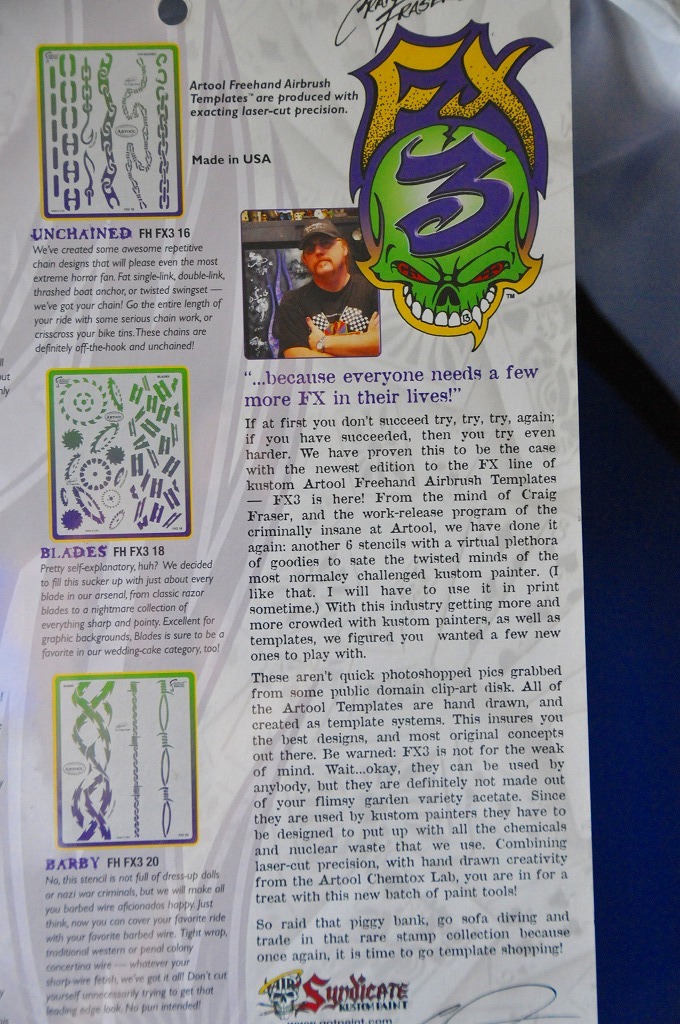 Craig Fraser
FX
3
TM
Artool Freehand Airbrush
Templates™ are produced with
exacting laser-cut precision.
Made in USA
UNCHAINED FH FX3 16
We've created some awesome repetitive
chain designs that will please even the most
extreme horror fan. Fat single-link, double-link,
thrashed boat anchor, or twisted swingset —
we've got your chain! Go the entire length of
your ride with some serious chain work, or
crisscross your bike tins. These chains are
definitely off-the-hook and unchained!
BLADES FH FX3 18
Pretty self-explanatory, huh? We decided
to fill this sucker up with just about every
blade in our arsenal, from classic razor
blades to a nightmare collection of
everything sharp and pointy. Excellent for
graphic backgrounds, Blades is sure to be a
favorite in our wedding-cake category, too!
BARBY FH FX3 20
No, this stencil is not full of dress-up dolls
or nazi war criminals, but we will make all
you barbed wire aficionados happy. Just
think, now you can cover your favorite ride
with your favorite barbed wire. Tight wrap,
traditional western or penal colony
concertina wire — whatever your
sharp-wire fetish, we've got it all! Don't cut
yourself unnecessarily trying to get that
leading edge look. No pun intended!
"...because everyone needs a few
more FX in their lives!"
If at first you don't succeed try, try, try, again;
if you have succeeded, then you try even
harder. We have proven this to be the case
with the newest edition to the FX line of
kustom Artool Freehand Airbrush Templates
— FX3 is here! From the mind of Craig
Fraser, and the work-release program of the
criminally insane at Artool, we have done it
again: another 6 stencils with a virtual plethora
of goodies to sate the twisted minds of the
most normalcy challenged kustom painter. (I
like that. I will have to use it in print
sometime.) With this industry getting more and
more crowded with kustom painters, as well as
templates, we figured you wanted a few new
ones to play with.
These aren't quick photoshopped pics grabbed
from some public domain clip-art disk. All of
the Artool Templates are hand drawn, and
created as template systems. This insures you
the best designs, and most original concepts
out there. Be warned: FX3 is not for the weak
of mind. Wait...okay, they can be used by
anybody, but they are definitely not made out
of your flimsy garden variety acetate. Since
they are used by kustom painters they have to
be designed to put up with all the chemicals
and nuclear waste that we use. Combining
laser-cut precision, with hand drawn creativity
from the Artool Chemtox Lab, you are in for a
treat with this new batch of paint tools!
So raid that piggy bank, go sofa diving and
trade in that rare stamp collection because
once again, it is time to go template shopping!
AIR
Syndicate
KUSTOM PAINT
www.gotpaint.com